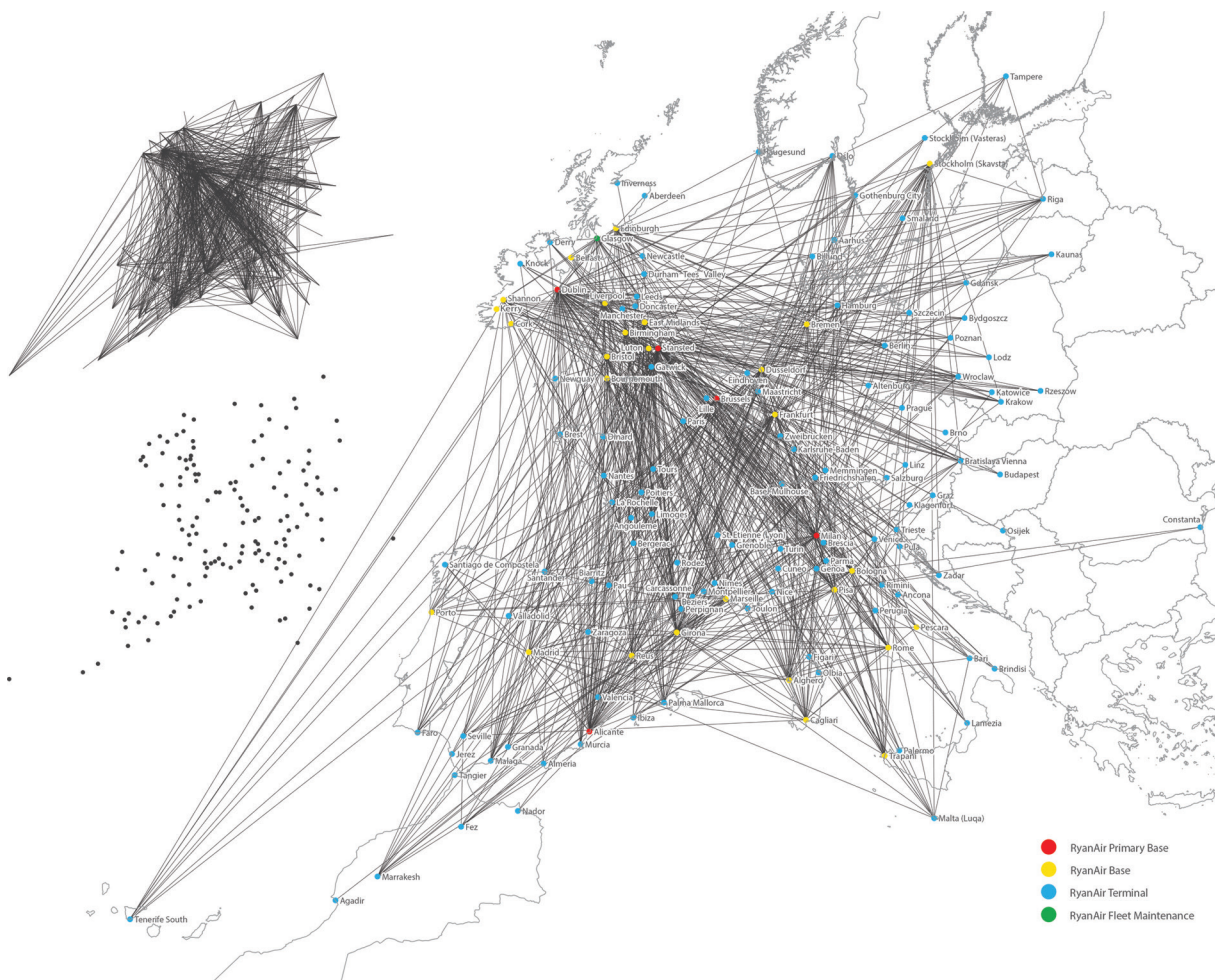 Tampere
Stockholm (Vasteras)
Haugesund
Oslo
Stockholm (Skavsta)
Inverness
Aberdeen
Gothenburg City
Riga
Smaland
Edinburgh
Glasgow
Derry
Aarhus
Belfast
Newcastle
Billund
Kaunas
Knock
Durham Tees Valley
Gdansk
Dublin
Shannon
Liverpool
Leeds
Kerry
Manchester
Doncaster
Hamburg
Szczecin
Bydgoszcz
Cork
East Midlands
Bremen
Birmingham
Poznan
Luton
Stansted
Berlin
Bristol
Lodz
Gatwick
Dusseldorf
Newquay
Bournemouth
Eindhoven
Wroclaw
Maastricht
Altenburg
Katowice
Rzeszow
Lille
Brussels
Krakow
Paris
Frankfurt
Prague
Brest
Dinard
Zweibrucken
Brno
Karlsruhe-Baden
Linz
Bratislava Vienna
Nantes
Tours
Memmingen
Friedrichshafen
Salzburg
Budapest
Basel Mulhouse
La Rochelle
Poitiers
Graz
Klagenfurt
Angouleme
Limoges
Trieste
Osijek
Constanta
St. Etienne (Lyon)
Milan
Venice
Bergerac
Grenoble
Turin
Brescia
Pula
Santiago de Compostela
Rodez
Parma
Santander
Biarritz
Cuneo
Genoa
Bologna
Zadar
Pau
Carcassonne
Nimes
Montpellier
Nice
Pisa
Rimini
Ancona
Beziers
Marseille
Porto
Valladolid
Perpignan
Toulon
Perugia
Zaragoza
Girona
Pescara
Madrid
Reus
Figari
Rome
Bari
Brindisi
Olbia
Alghero
Valencia
Palma Mallorca
Ibiza
Cagliari
Lamezia
Faro
Seville
Alicante
Granada
Murcia
Jerez
Malaga
Almeria
Palermo
Trapani
Tangier
Nador
Malta (Luqa)
Fez
Marrakesh
Agadir
Tenerife South
RyanAir Primary Base
RyanAir Base
RyanAir Terminal
RyanAir Fleet Maintenance